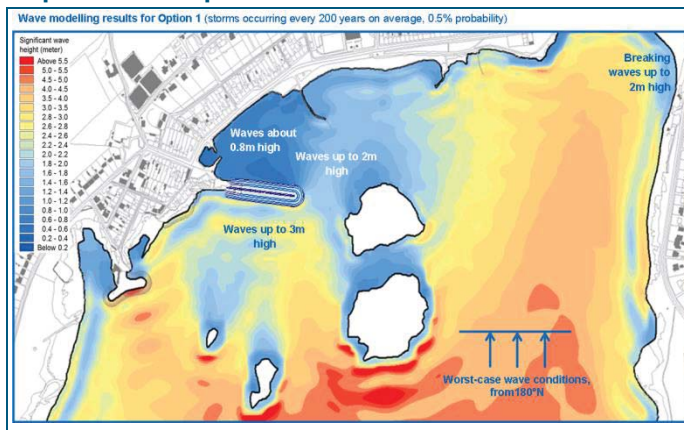 Wave modelling results for Option 1 (storms occurring every 200 years on average, 0.5% probability)
Significant wave
height (meter)
Above 5.5
5.0 - 5.5
4.5 - 5.0
4.0 - 4.5
3.5 - 4.0
3.0 - 3.5
2.8 - 3.0
2.6 - 2.8
2.4 - 2.6
2.2 - 2.4
2.0 - 2.2
1.8 - 2.0
1.6 - 1.8
1.4 - 1.6
1.2 - 1.4
1.0 - 1.2
0.8 - 1.0
0.6 - 0.8
0.4 - 0.6
0.2 - 0.4
Below 0.2
Breaking
waves up to
2m high
Waves about
0.8m high
Waves up to 2m
high
Waves up to 3m
high
Worst-case wave conditions,
from180°N